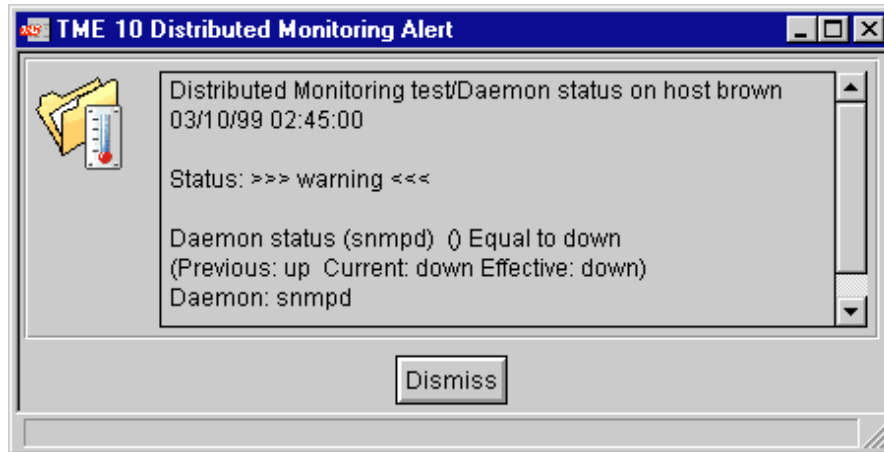 TME 10 Distributed Monitoring Alert
Distributed Monitoring test/Daemon status on host brown
03/10/99 02:45:00
Status: >>> warning <<<
Daemon status (snmpd)  () Equal to down
(Previous: up  Current: down Effective: down)
Daemon: snmpd
Dismiss